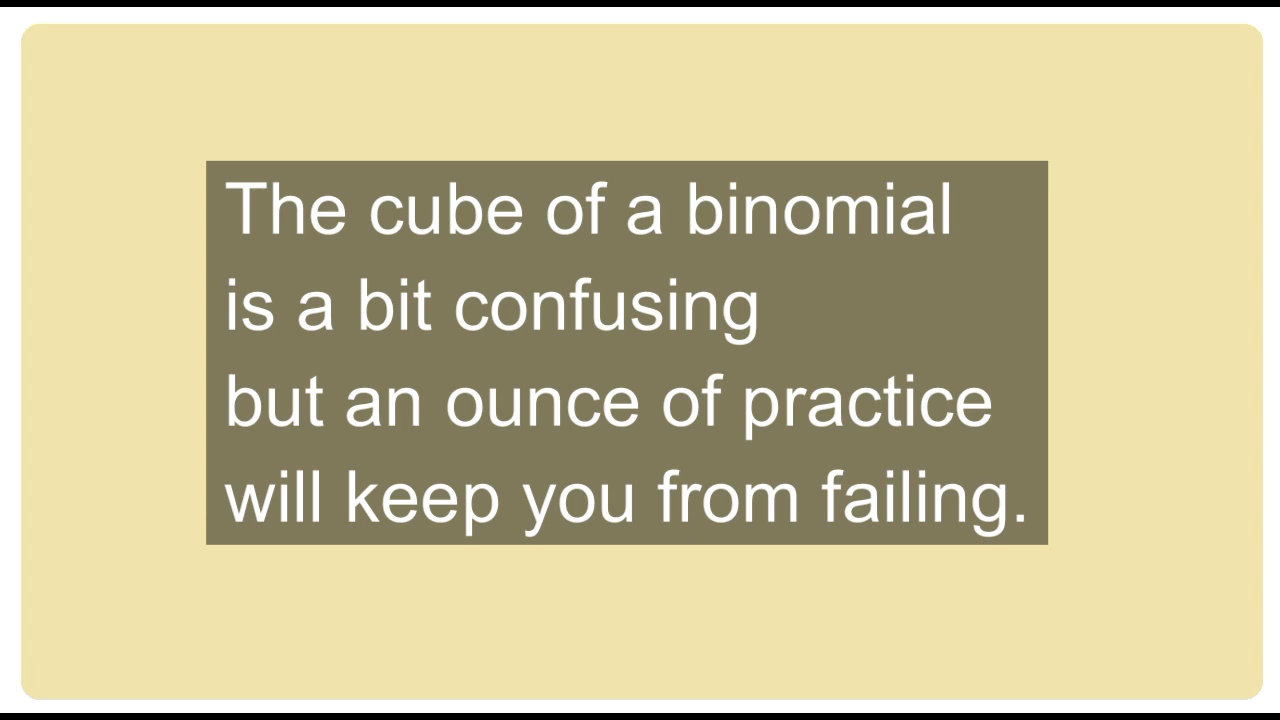 The cube of a binomial
is a bit confusing
but an ounce of practice
will keep you from failing.